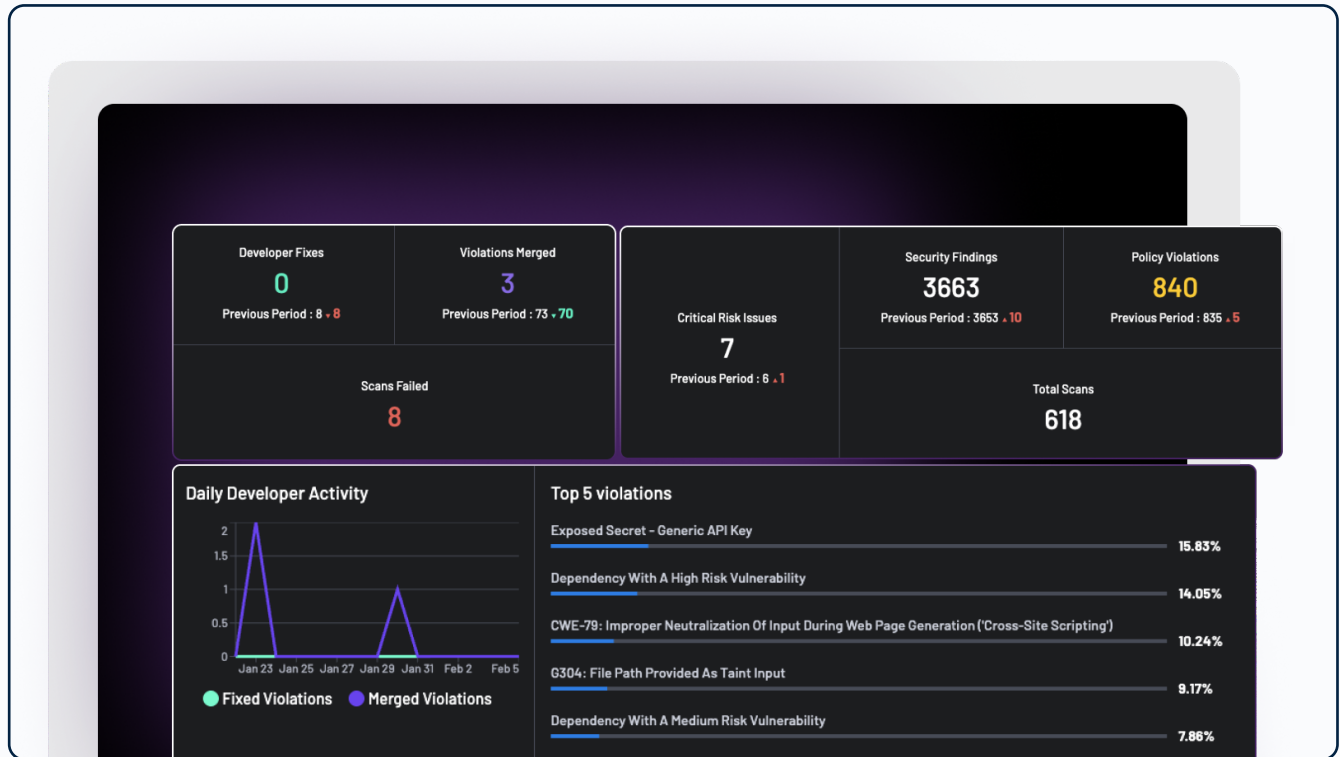 Developer Fixes
0
Previous Period : 8 ▾ 8
Violations Merged
3
Previous Period : 73 ▾ 70
Scans Failed
8
Critical Risk Issues
7
Previous Period : 6 ▴ 1
Security Findings
3663
Previous Period : 3653 ▴ 10
Policy Violations
840
Previous Period : 835 ▴ 5
Total Scans
618
Daily Developer Activity
2
1.5
1
0.5
0
Jan 23 Jan 25 Jan 27 Jan 29 Jan 31 Feb 2 Feb 5
Fixed Violations Merged Violations
Top 5 violations
Exposed Secret - Generic API Key
15.83%
Dependency With A High Risk Vulnerability
14.05%
CWE-79: Improper Neutralization Of Input During Web Page Generation ('Cross-Site Scripting')
10.24%
G304: File Path Provided As Taint Input
9.17%
Dependency With A Medium Risk Vulnerability
7.86%